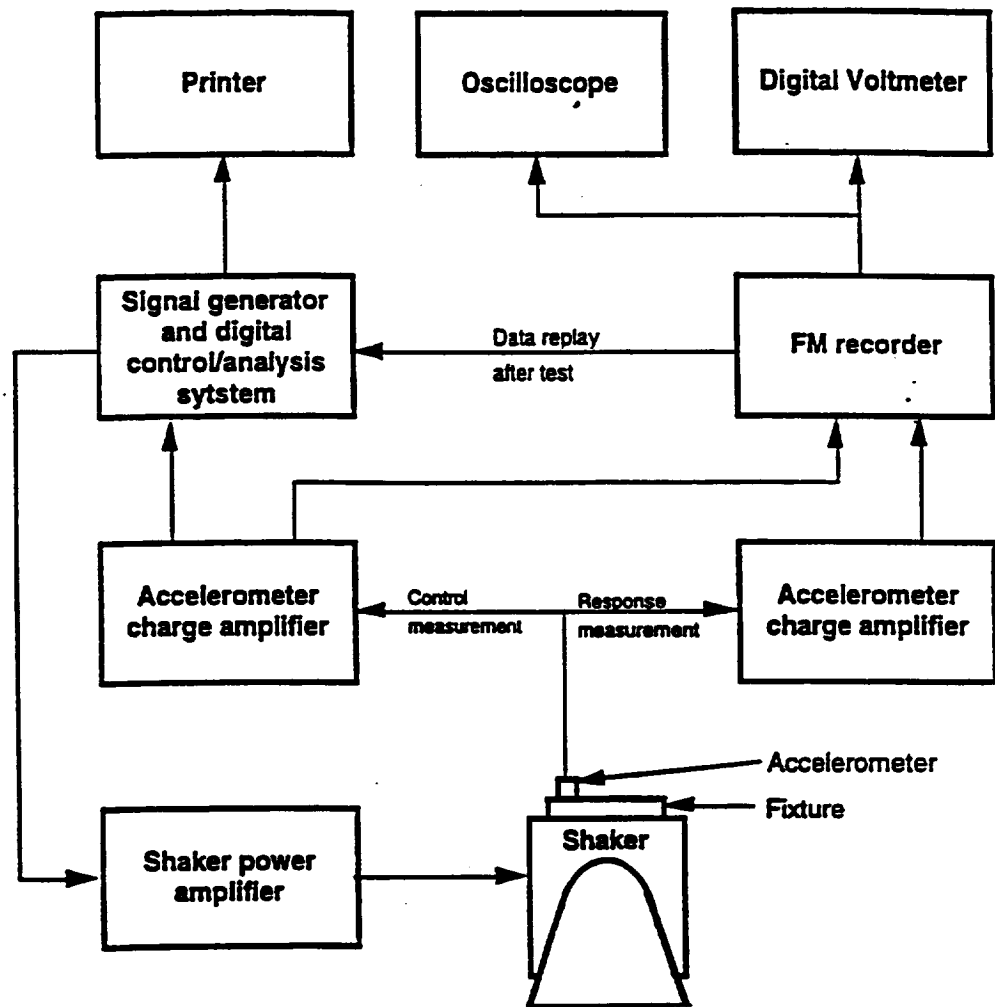 Printer
Oscilloscope
Digital Voltmeter
Signal generator
and digital
control/analysis
sytstem
Data replay
after test
FM recorder
Accelerometer
charge amplifier
Control
measurement
Response
measurement
Accelerometer
charge amplifier
Accelerometer
Fixture
Shaker
Shaker power
amplifier